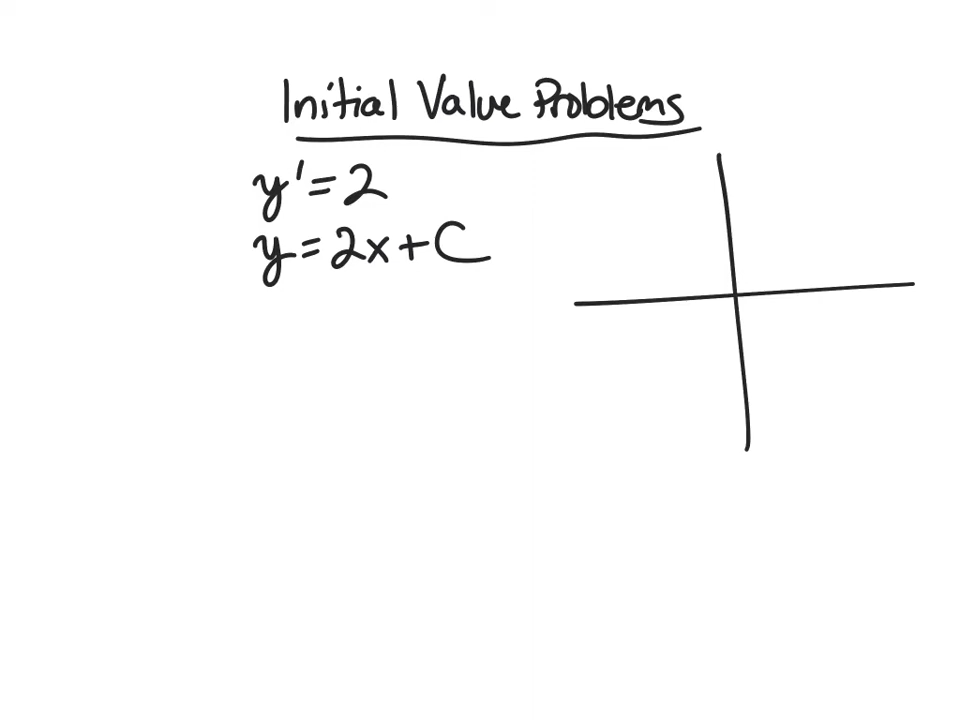 Initial Value Problems
y' = 2
y = 2x + C